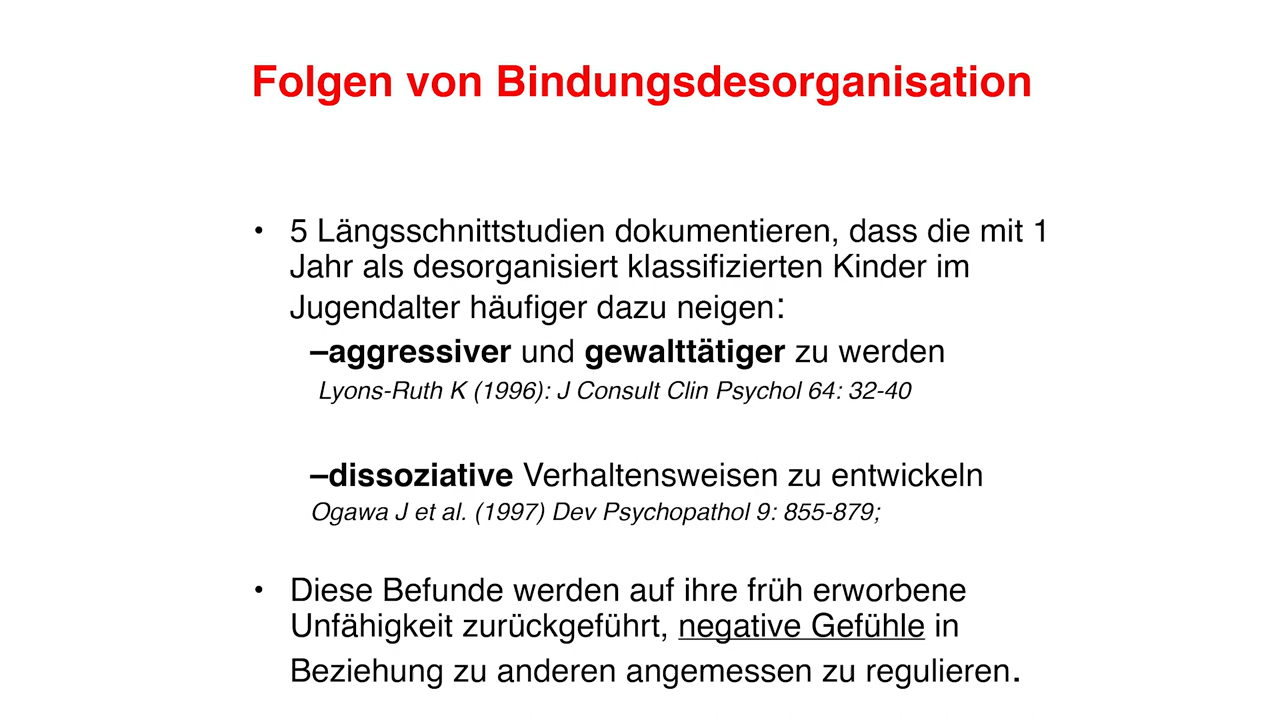 Folgen von Bindungsdesorganisation
• 5 Längsschnittstudien dokumentieren, dass die mit 1
Jahr als desorganisiert klassifizierten Kinder im
Jugendalter häufiger dazu neigen:
–aggressiver und gewalttätiger zu werden
Lyons-Ruth K (1996): J Consult Clin Psychol 64: 32-40
–dissoziative Verhaltensweisen zu entwickeln
Ogawa J et al. (1997) Dev Psychopathol 9: 855-879;
• Diese Befunde werden auf ihre früh erworbene
Unfähigkeit zurückgeführt, negative Gefühle in
Beziehung zu anderen angemessen zu regulieren.